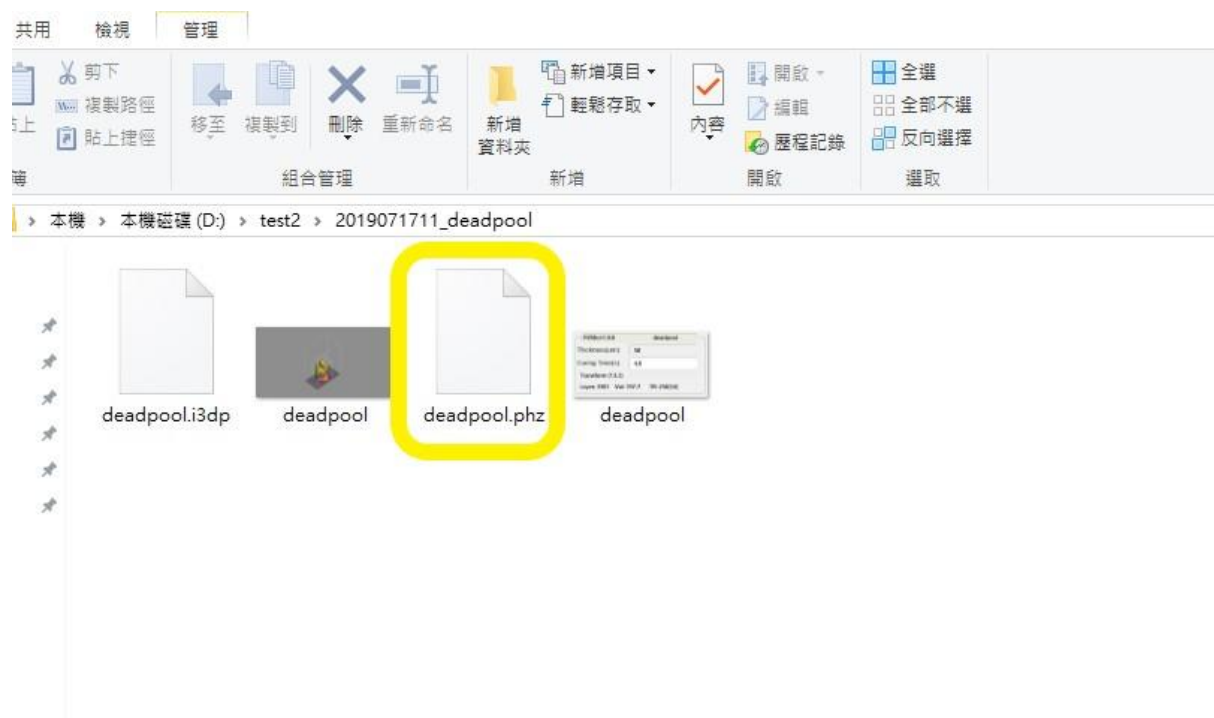 共用 檢視 管理
剪下
複製路徑
貼上捷徑
移至
複製到
刪除
重新命名
組合管理
新增
資料夾
新增項目
輕鬆存取
新增
內容
開啟
編輯
歷程記錄
開啟
全選
全部不選
反向選擇
選取
本機 › 本機磁碟 (D:) › test2 › 2019071711_deadpool
deadpool.i3dp
deadpool
deadpool.phz
deadpool
deadpool